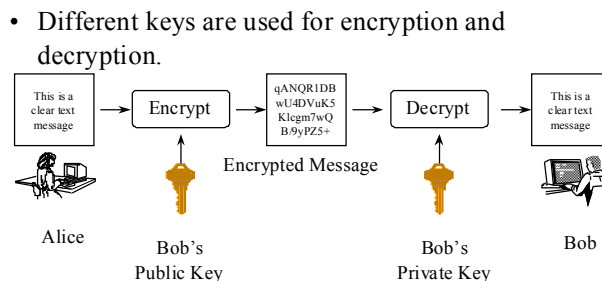 • Different keys are used for encryption and
decryption.
This is a
clear text
message
Encrypt
qANQR1DB
wU4DVuK5
Klcgm7wQ
B/9yPZ5+
Decrypt
This is a
clear text
message
Encrypted Message
Alice
Bob's
Public Key
Bob's
Private Key
Bob